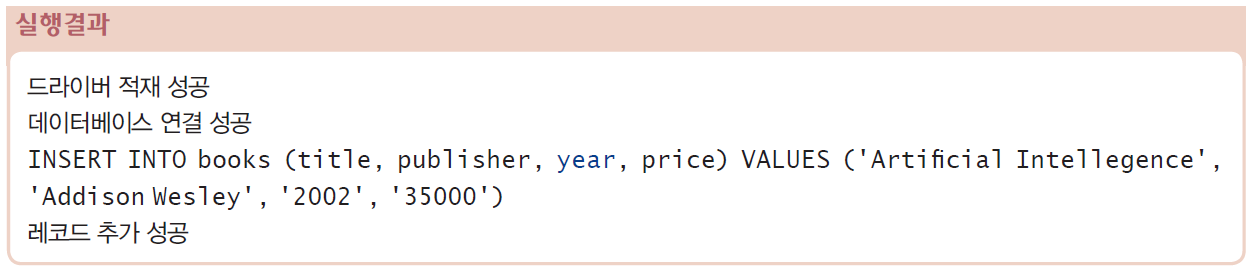 실행결과
드라이버 적재 성공
데이터베이스 연결 성공
INSERT INTO books (title, publisher, year, price) VALUES ('Artificial Intellegence',
'Addison Wesley', '2002', '35000')
레코드 추가 성공